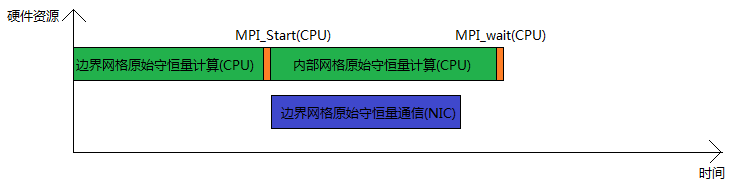 硬件资源
MPI_Start(CPU)
MPI_wait(CPU)
边界网格原始守恒量计算(CPU)
内部网格原始守恒量计算(CPU)
边界网格原始守恒量通信(NIC)
时间